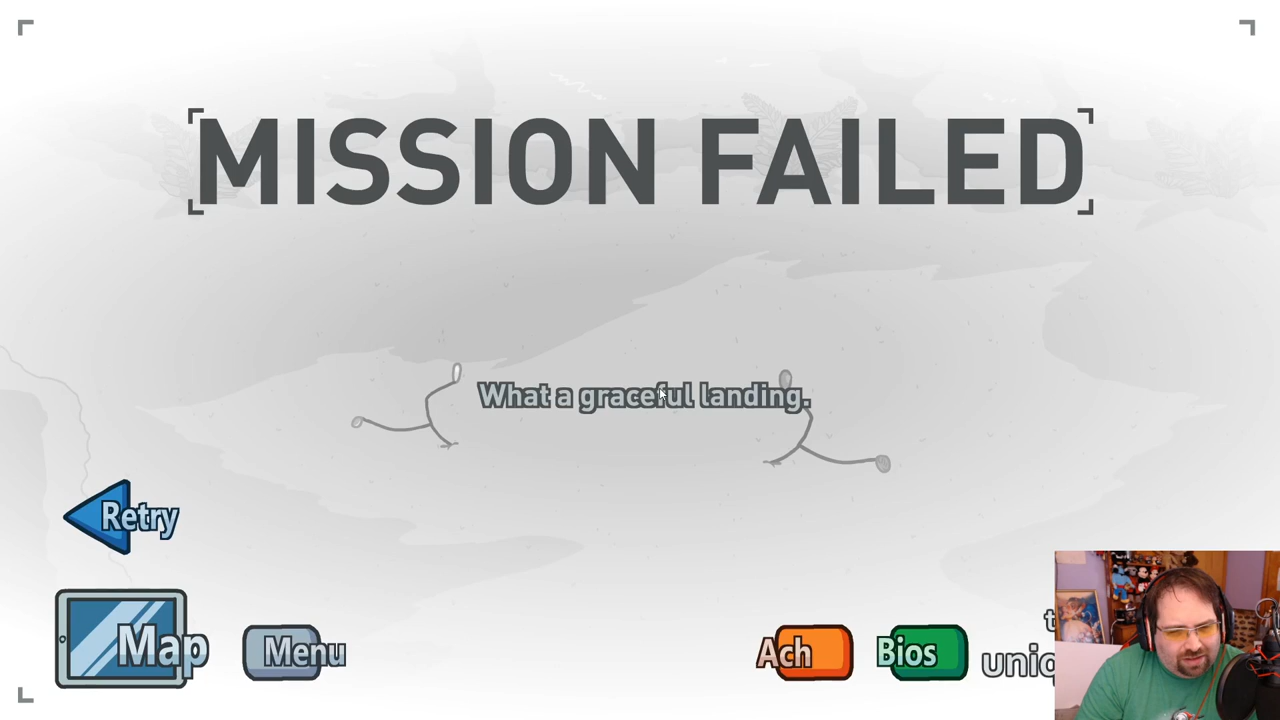 MISSION FAILED
What a graceful landing.
Retry
Map
Menu
Ach
Bios